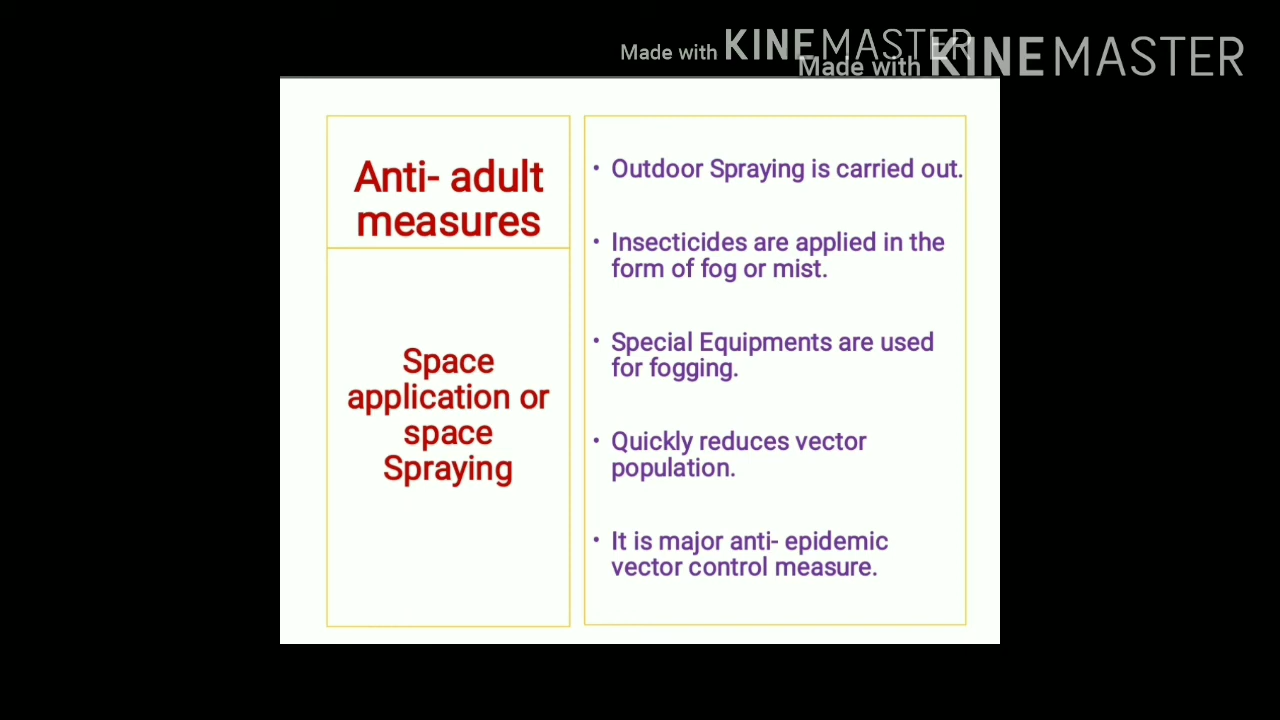 Made with KINEMASTER
Made with KINEMASTER
Anti- adult
measures
Space
application or
space
Spraying
• Outdoor Spraying is carried out.
• Insecticides are applied in the
form of fog or mist.
• Special Equipments are used
for fogging.
• Quickly reduces vector
population.
• It is major anti- epidemic
vector control measure.